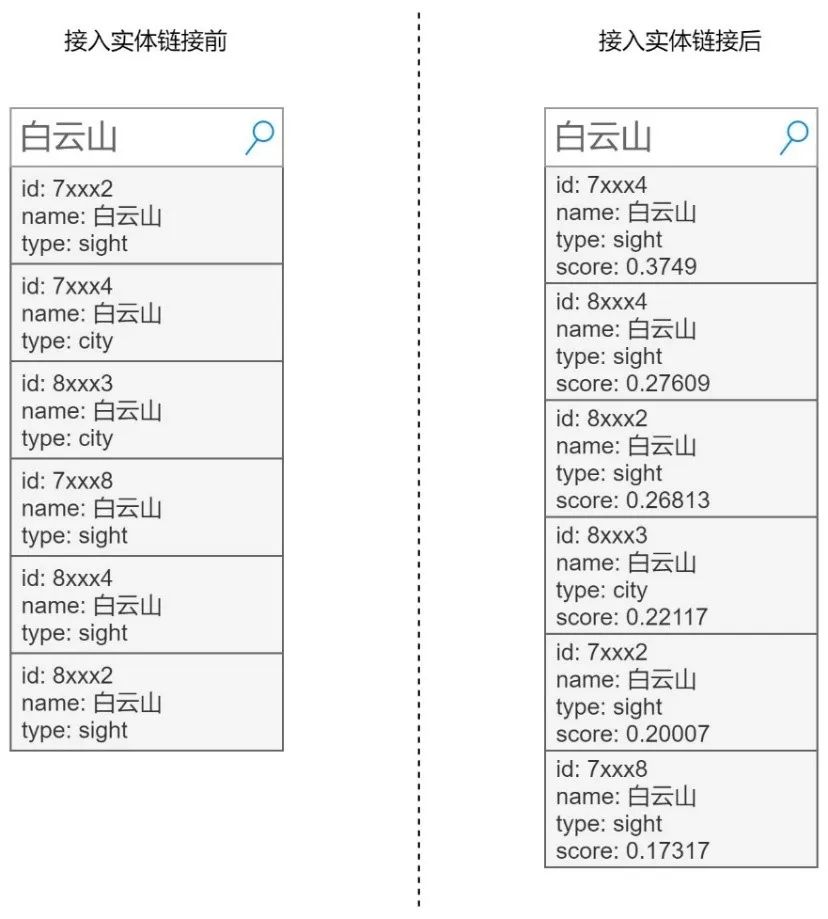 接入实体链接前
白云山
id: 7xxx2
name: 白云山
type: sight
id: 7xxx4
name: 白云山
type: city
id: 8xxx3
name: 白云山
type: city
id: 7xxx8
name: 白云山
type: sight
id: 8xxx4
name: 白云山
type: sight
id: 8xxx2
name: 白云山
type: sight
接入实体链接后
白云山
id: 7xxx4
name: 白云山
type: sight
score: 0.3749
id: 8xxx4
name: 白云山
type: sight
score: 0.27609
id: 8xxx2
name: 白云山
type: sight
score: 0.26813
id: 8xxx3
name: 白云山
type: city
score: 0.22117
id: 7xxx2
name: 白云山
type: sight
score: 0.20007
id: 7xxx8
name: 白云山
type: sight
score: 0.17317